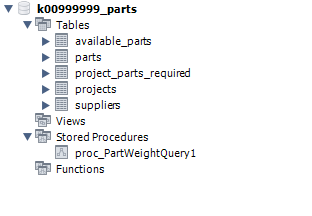 k00999999_parts
Tables
available_parts
parts
project_parts_required
projects
suppliers
Views
Stored Procedures
proc_PartWeightQuery1
Functions